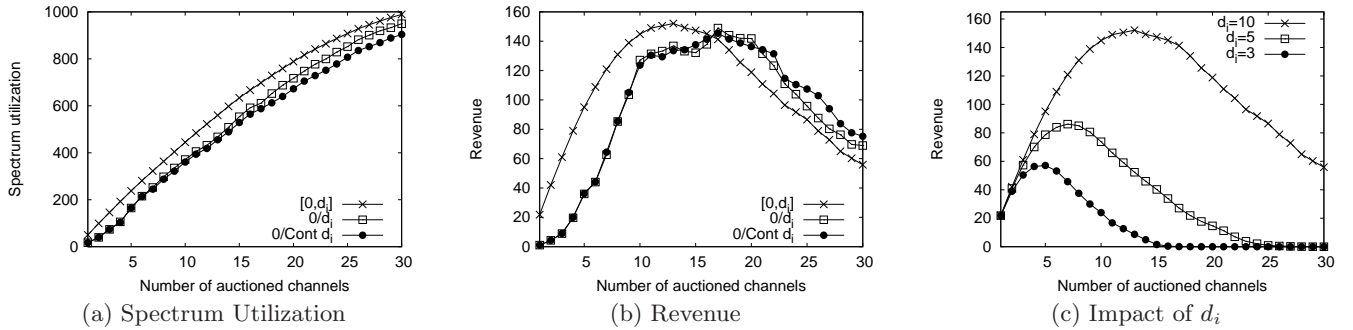 Spectrum utilization
1000
800
600
400
200
0
5 10 15 20 25 30
Number of auctioned channels
[0,d_i]
0/d_i
0/Cont d_i
(a) Spectrum Utilization
Revenue
160
140
120
100
80
60
40
20
0
5 10 15 20 25 30
Number of auctioned channels
[0,d_i]
0/d_i
0/Cont d_i
(b) Revenue
Revenue
160
140
120
100
80
60
40
20
0
5 10 15 20 25 30
Number of auctioned channels
d_i=10
d_i=5
d_i=3
(c) Impact of d_i